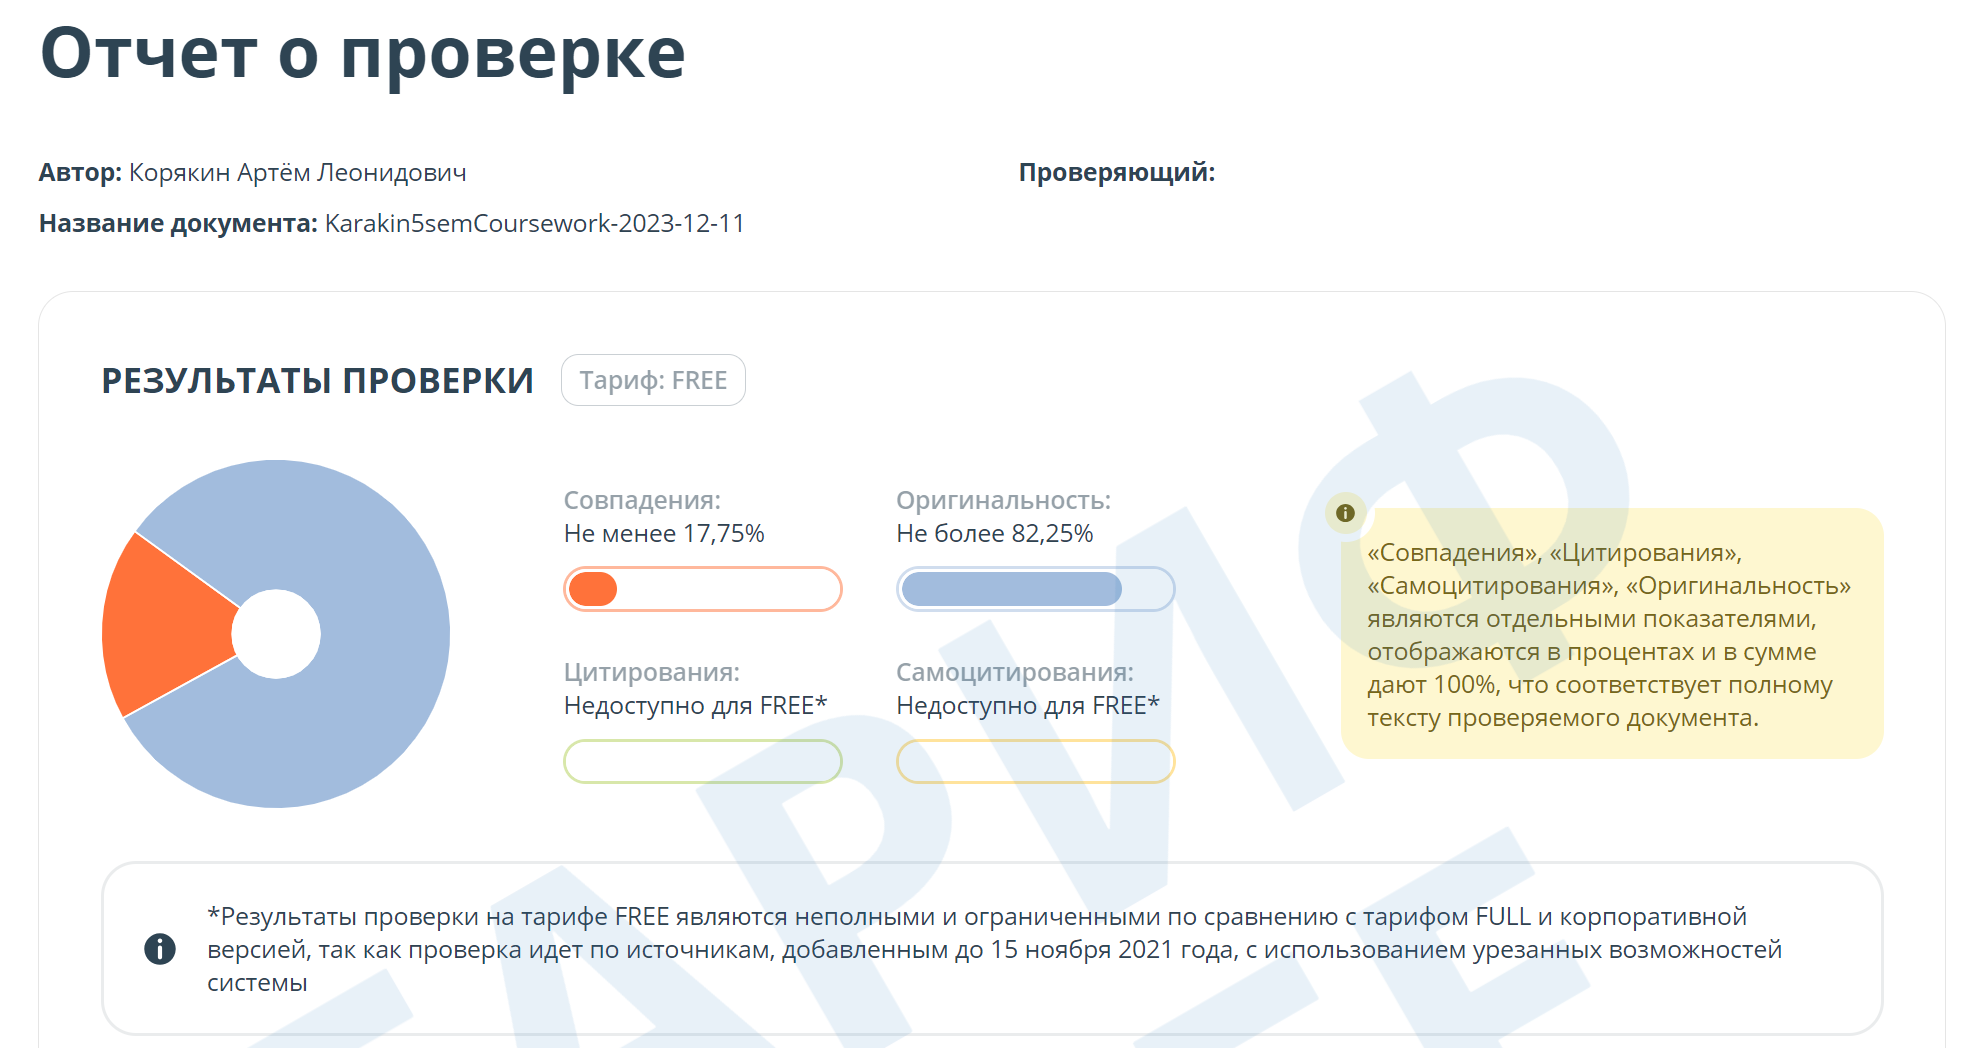 Отчет о проверке
Автор: Корякин Артём Леонидович
Проверяющий:
Название документа: Karakin5semCoursework-2023-12-11
РЕЗУЛЬТАТЫ ПРОВЕРКИ
Тариф: FREE
Совпадения:
Не менее 17,75%
Оригинальность:
Не более 82,25%
Цитирования:
Недоступно для FREE*
Самоцитирования:
Недоступно для FREE*
«Совпадения», «Цитирования»,
«Самоцитирования», «Оригинальность»
являются отдельными показателями,
отображаются в процентах и в сумме
дают 100%, что соответствует полному
тексту проверяемого документа.
*Результаты проверки на тарифе FREE являются неполными и ограниченными по сравнению с тарифом FULL и корпоративной
версией, так как проверка идет по источникам, добавленным до 15 ноября 2021 года, с использованием урезанных возможностей
системы
ТАРИФ